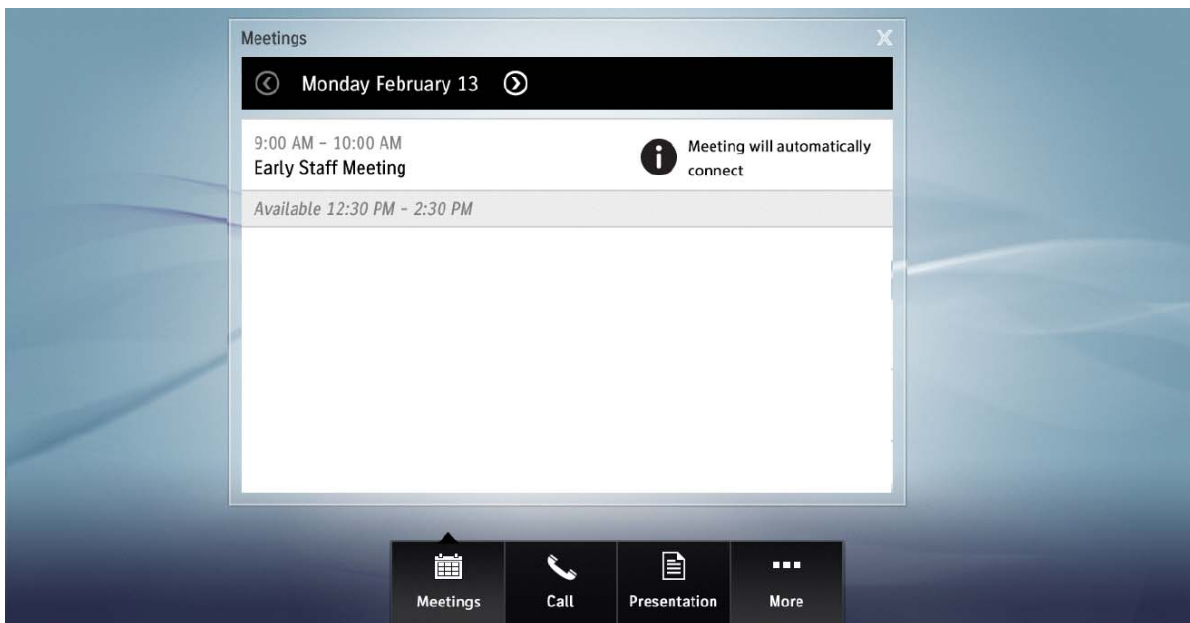 Meetings X
Monday February 13
9:00 AM – 10:00 AM
Early Staff Meeting
Meeting will automatically
connect
Available 12:30 PM – 2:30 PM
Meetings Call Presentation More